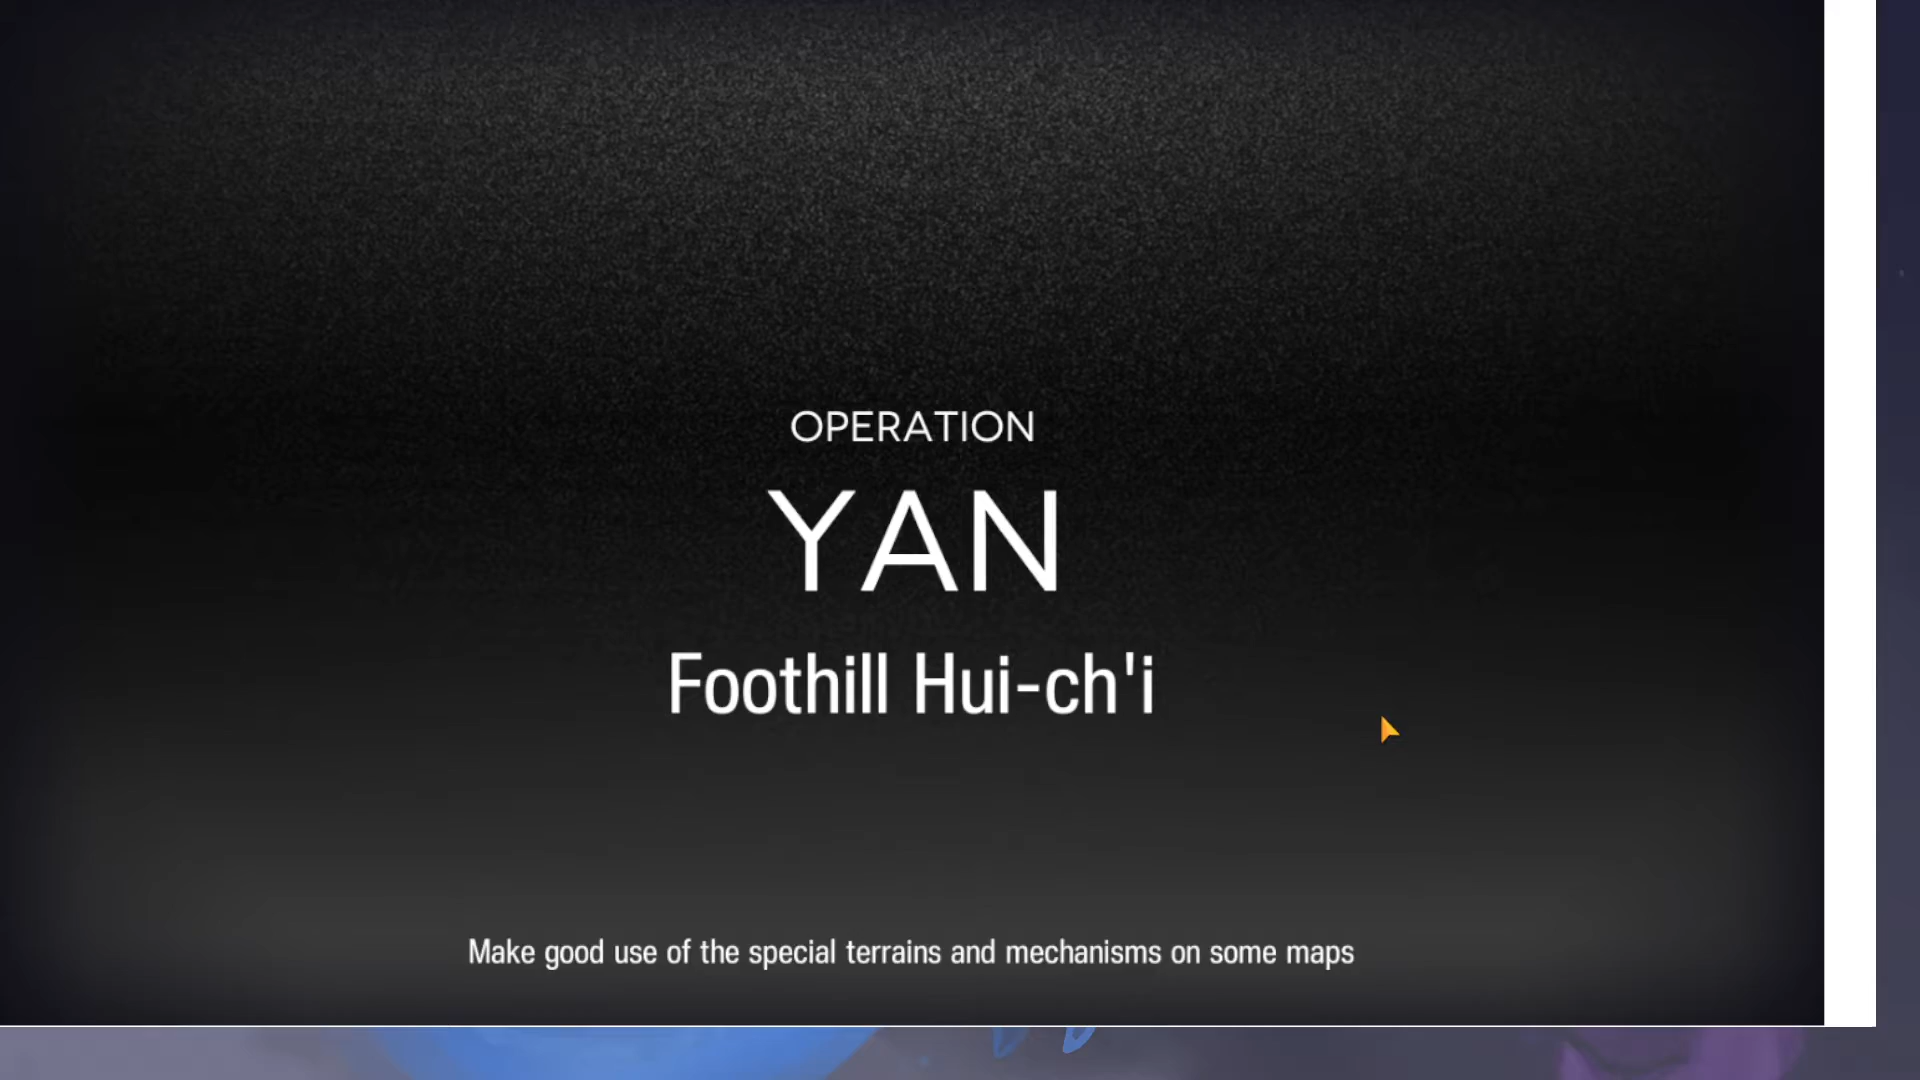 OPERATION
YAN
Foothill Hui-ch'i
Make good use of the special terrains and mechanisms on some maps